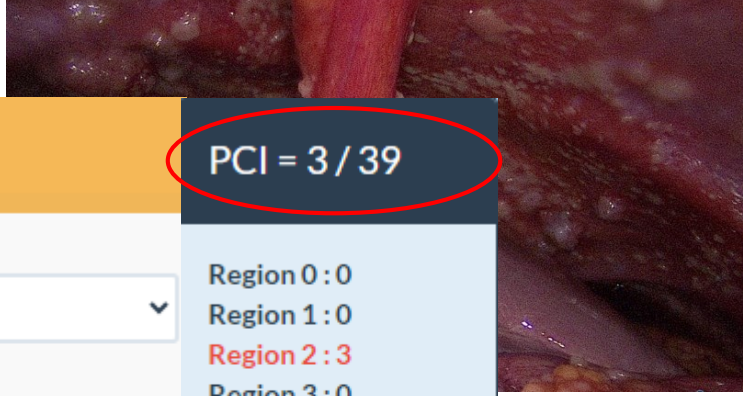 PCI = 3 / 39
Region 0 : 0
Region 1 : 0
Region 2 : 3
Region 3 : 0